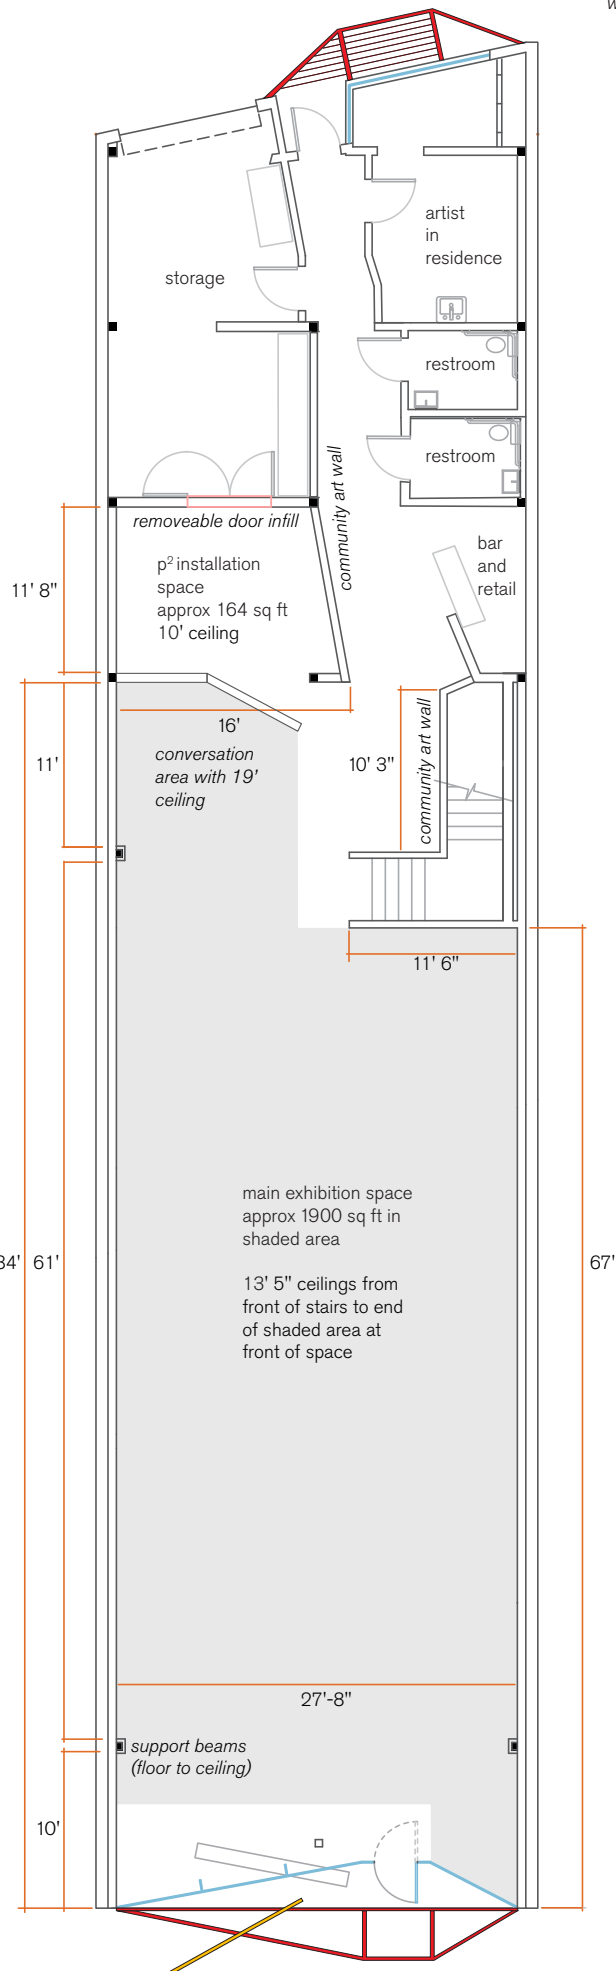 artist
in
residence
storage
restroom
restroom
community art wall
removeable door infill
p² installation
space
approx 164 sq ft
10' ceiling
bar
and
retail
11' 8"
16'
conversation
area with 19'
ceiling
11'
10' 3"
community art wall
11' 6"
main exhibition space
approx 1900 sq ft in
shaded area
13' 5" ceilings from
front of stairs to end
of shaded area at
front of space
61'
67'
27'-8"
support beams
(floor to ceiling)
10'